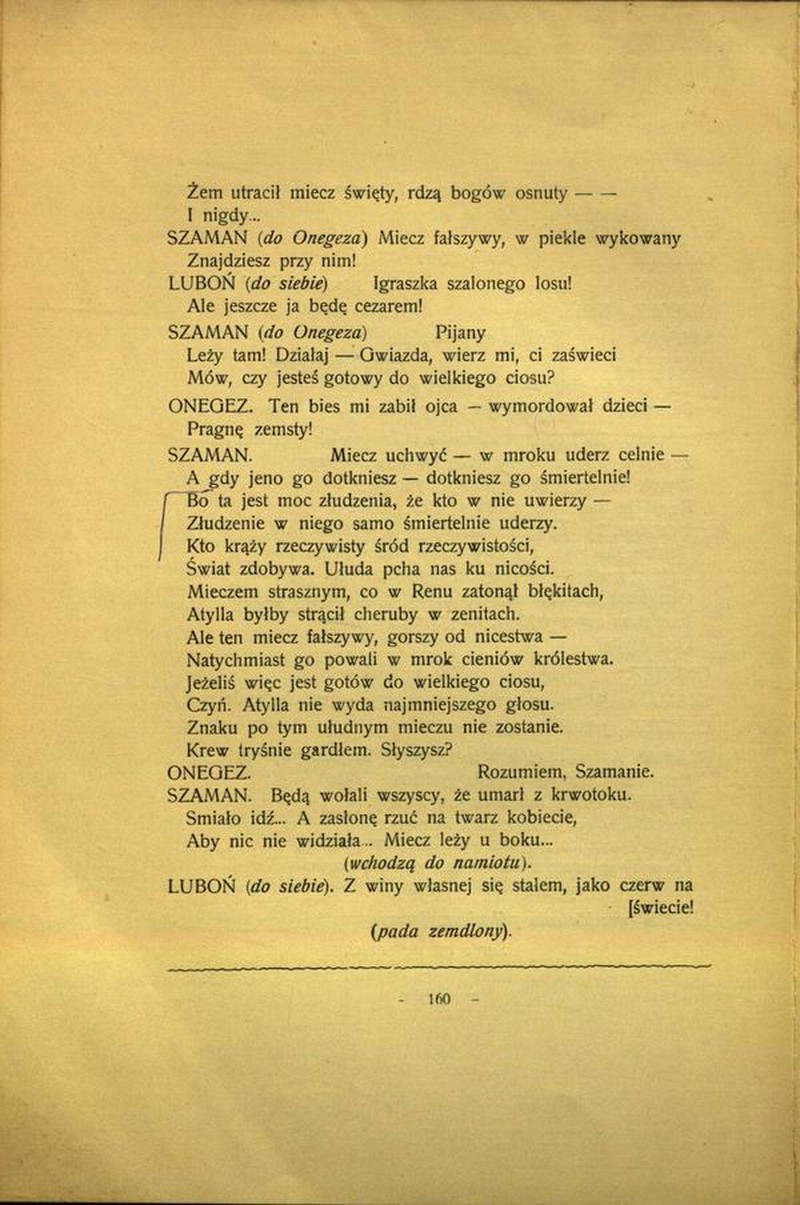 Żem utracił miecz święty, rdzą bogów osnuty — —
I nigdy...
SZAMAN (do Onegeza) Miecz fałszywy, w piekle wykowany
Znajdziesz przy nim!
LUBOŃ (do siebie) Igraszka szalonego losu!
Ale jeszcze ja będę cezarem!
SZAMAN (do Onegeza) Pijany
Leży tam! Działaj — Gwiazda, wierz mi, ci zaświeci
Mów, czy jesteś gotowy do wielkiego ciosu?
ONEGEZ. Ten bies mi zabił ojca — wymordował dzieci —
Pragnę zemsty!
SZAMAN. Miecz uchwyć — w mroku uderz celnie —
A gdy jeno go dotkniesz — dotkniesz go śmiertelnie!
Bo ta jest moc złudzenia, że kto w nie uwierzy —
Złudzenie w niego samo śmiertelnie uderzy.
Kto krąży rzeczywisty śród rzeczywistości,
Świat zdobywa. Ułuda pcha nas ku nicości.
Mieczem strasznym, co w Renu zatonął błękitach,
Atylla byłby strącił cheruby w zenitach.
Ale ten miecz fałszywy, gorszy od nicestwa —
Natychmiast go powali w mrok cieniów królestwa.
Jeżeliś więc jest gotów do wielkiego ciosu,
Czyń. Atylla nie wyda najmniejszego głosu.
Znaku po tym ułudnym mieczu nie zostanie.
Krew tryśnie gardłem. Słyszysz?
ONEGEZ. Rozumiem, Szamanie.
SZAMAN. Będą wołali wszyscy, że umarł z krwotoku.
Smiało idź... A zasłonę rzuć na twarz kobiecie,
Aby nic nie widziała... Miecz leży u boku...
(wchodzą do namiotu).
LUBOŃ (do siebie). Z winy własnej się stałem, jako czerw na
[świecie!
(pada zemdlony).
- 160 -